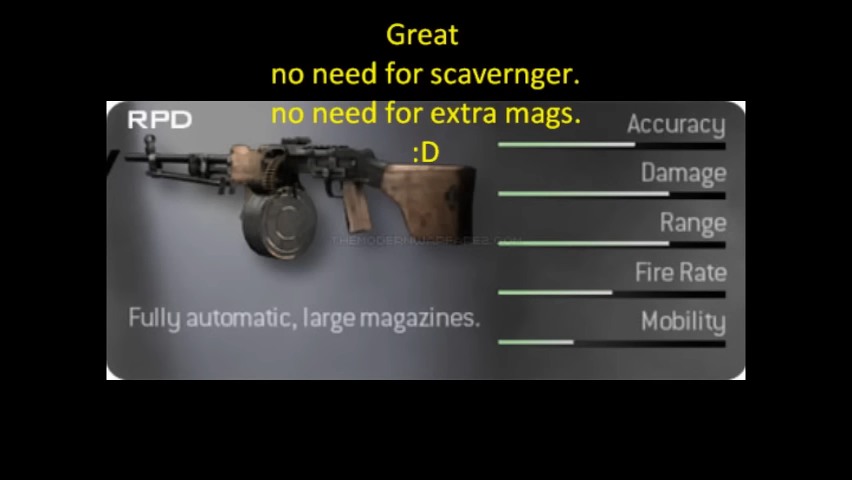 Great
no need for scavernger.
no need for extra mags.
:D
RPD
Accuracy
Damage
Range
Fire Rate
Mobility
Fully automatic, large magazines.